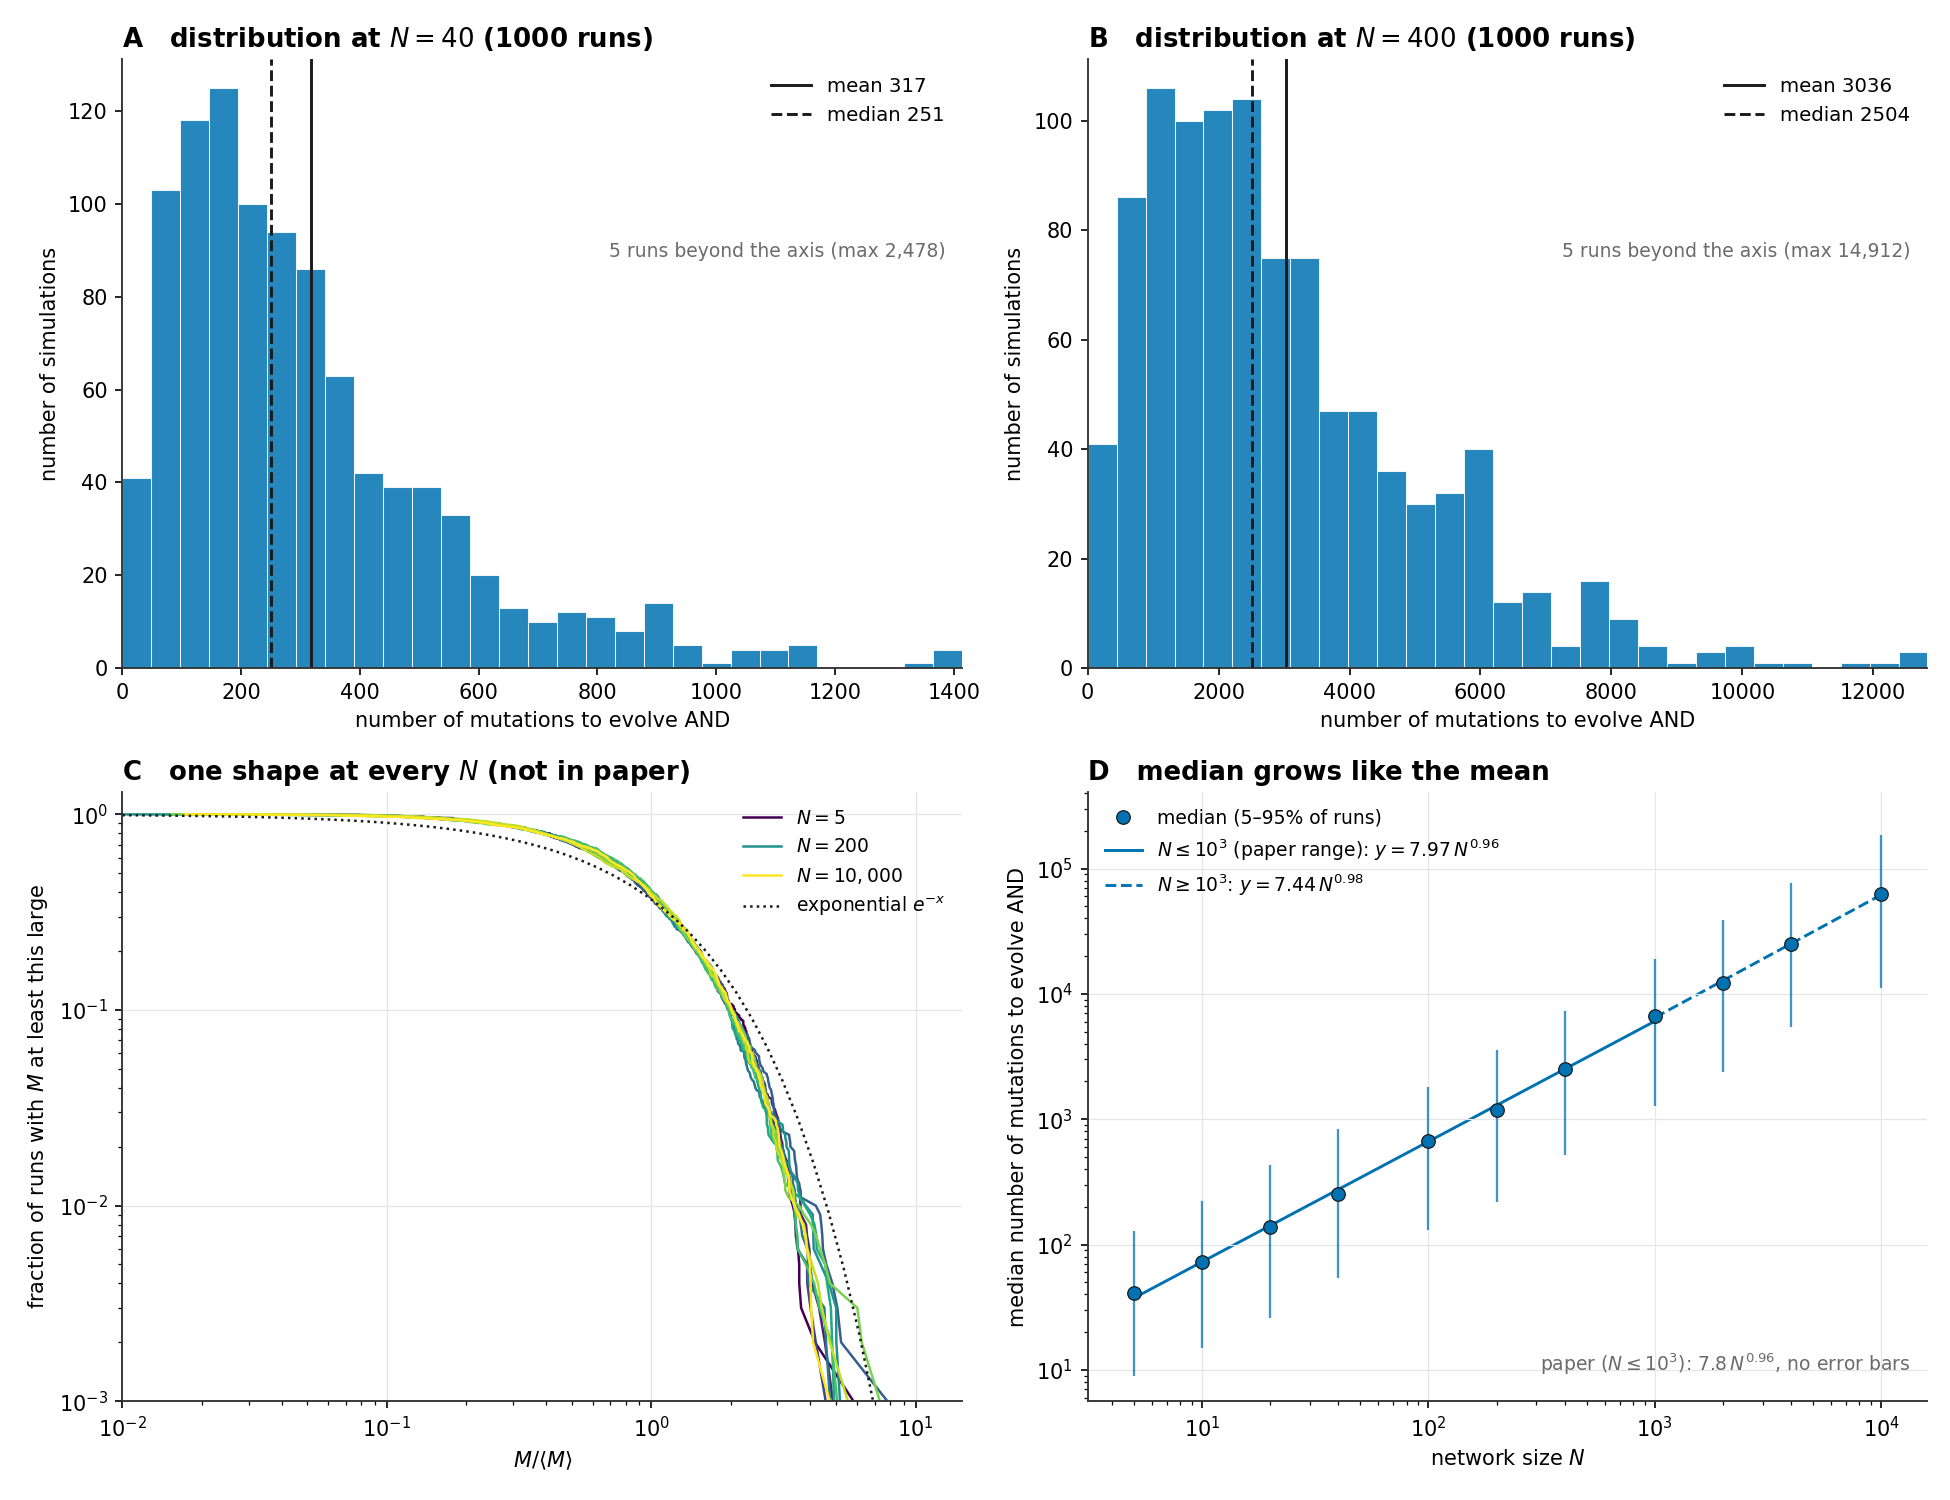 A distribution at N = 40 (1000 runs)
mean 317
median 251
5 runs beyond the axis (max 2,478)
number of simulations
120
100
80
60
40
20
0
0 200 400 600 800 1000 1200 1400
number of mutations to evolve AND
B distribution at N = 400 (1000 runs)
mean 3036
median 2504
5 runs beyond the axis (max 14,912)
number of simulations
100
80
60
40
20
0
0 2000 4000 6000 8000 10000 12000
number of mutations to evolve AND
C one shape at every N (not in paper)
N = 5
N = 200
N = 10,000
exponential e^{-x}
fraction of runs with M at least this large
10^0
10^{-1}
10^{-2}
10^{-3}
10^{-2} 10^{-1} 10^0 10^1
M/⟨M⟩
D median grows like the mean
median (5–95% of runs)
N ≤ 10^3 (paper range): y = 7.97 N^{0.96}
N ≥ 10^3: y = 7.44 N^{0.98}
paper (N ≤ 10^3): 7.8 N^{0.96}, no error bars
median number of mutations to evolve AND
10^5
10^4
10^3
10^2
10^1
10^1 10^2 10^3 10^4
network size N